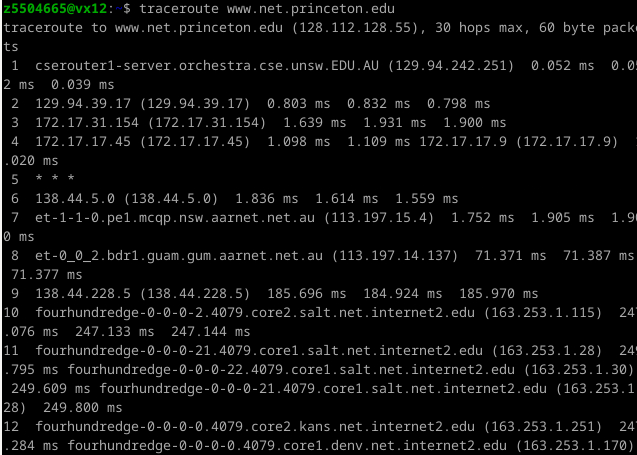 z5504665@vx12:~$ traceroute www.net.princeton.edu
traceroute to www.net.princeton.edu (128.112.128.55), 30 hops max, 60 byte packe
ts
 1  cserouter1-server.orchestra.cse.unsw.EDU.AU (129.94.242.251)  0.052 ms  0.05
2 ms  0.039 ms
 2  129.94.39.17 (129.94.39.17)  0.803 ms  0.832 ms  0.798 ms
 3  172.17.31.154 (172.17.31.154)  1.639 ms  1.931 ms  1.900 ms
 4  172.17.17.45 (172.17.17.45)  1.098 ms  1.109 ms 172.17.17.9 (172.17.17.9)
.020 ms
 5  * * *
 6  138.44.5.0 (138.44.5.0)  1.836 ms  1.614 ms  1.559 ms
 7  et-1-1-0.pe1.mcqp.nsw.aarnet.net.au (113.197.15.4)  1.752 ms  1.905 ms  1.90
0 ms
 8  et-0_0_2.bdr1.guam.gum.aarnet.net.au (113.197.14.137)  71.371 ms  71.387 ms
 71.377 ms
 9  138.44.228.5 (138.44.228.5)  185.696 ms  184.924 ms  185.970 ms
10  fourhundredge-0-0-0-2.4079.core2.salt.net.internet2.edu (163.253.1.115)  247
.076 ms  247.133 ms  247.144 ms
11  fourhundredge-0-0-0-21.4079.core1.salt.net.internet2.edu (163.253.1.28)  249
.795 ms fourhundredge-0-0-0-22.4079.core1.salt.net.internet2.edu (163.253.1.30)
 249.609 ms fourhundredge-0-0-0-21.4079.core1.salt.net.internet2.edu (163.253.1.
28)  249.800 ms
12  fourhundredge-0-0-0-0.4079.core2.kans.net.internet2.edu (163.253.1.251)  247
.284 ms fourhundredge-0-0-0-0.4079.core1.denv.net.internet2.edu (163.253.1.170)